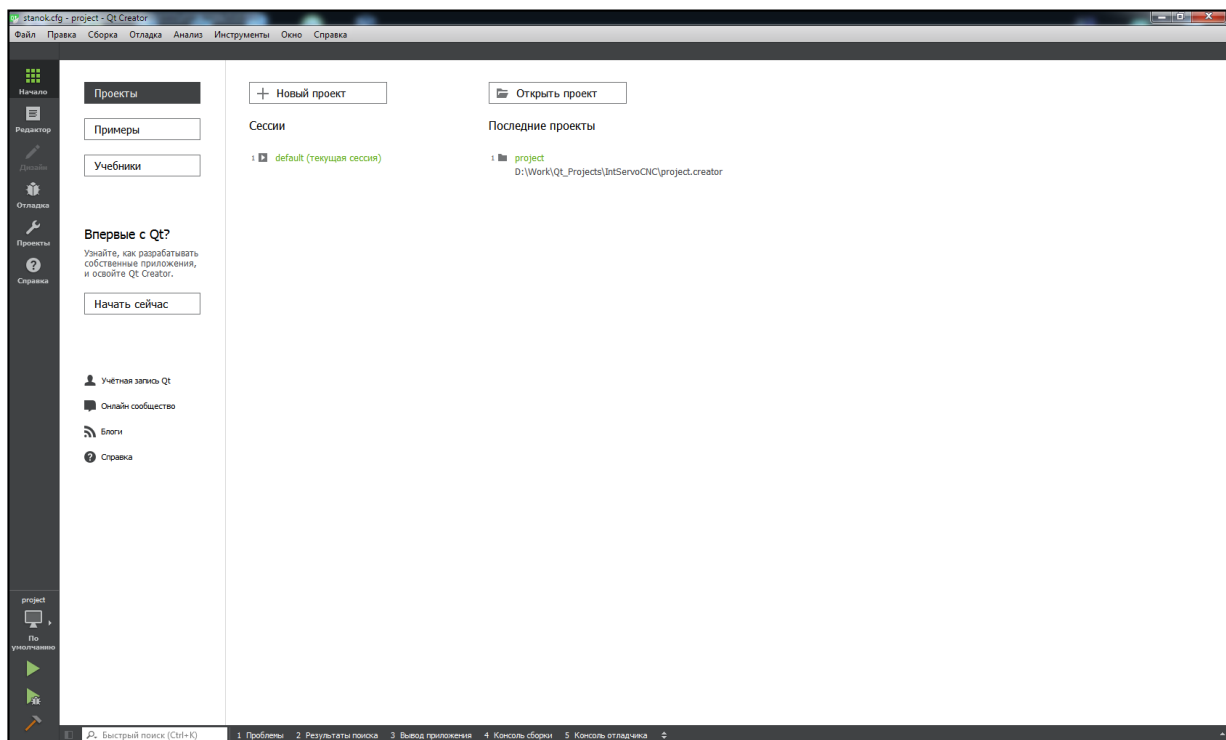 stanok.cfg - project - Qt Creator
Файл Правка Сборка Отладка Анализ Инструменты Окно Справка
Начало
Редактор
Дизайн
Отладка
Проекты
Справка
Проекты
Примеры
Учебники
Впервые с Qt?
Узнайте, как разрабатывать
собственные приложения,
и освойте Qt Creator.
Начать сейчас
Учётная запись Qt
Онлайн сообщество
Блоги
Справка
Новый проект
Сессии
1 default (текущая сессия)
Открыть проект
Последние проекты
1 project
D:\Work\Qt_Projects\IntServoCNC\project.creator
project
По
умолчанию
Быстрый поиск (Ctrl+K) 1 Проблемы 2 Результаты поиска 3 Вывод приложения 4 Консоль сборки 5 Консоль отладчика